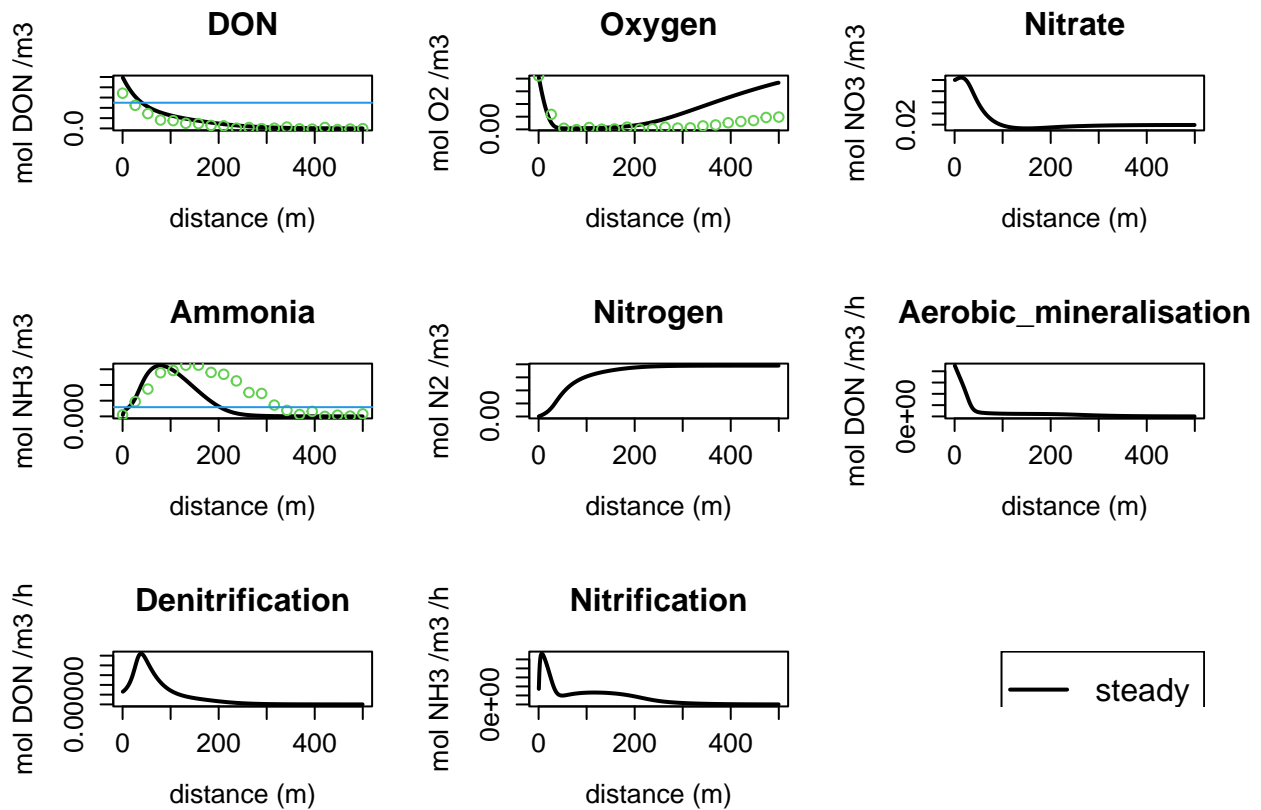 DON
mol DON /m3
0.0
0 200 400
distance (m)
Oxygen
mol O2 /m3
0.00
0 200 400
distance (m)
Nitrate
mol NO3 /m3
0.02
0 200 400
distance (m)
Ammonia
mol NH3 /m3
0.000
0 200 400
distance (m)
Nitrogen
mol N2 /m3
0.00
0 200 400
distance (m)
Aerobic_mineralisation
mol DON /m3 /h
0e+00
0 200 400
distance (m)
Denitrification
mol DON /m3 /h
0.00000
0 200 400
distance (m)
Nitrification
mol NH3 /m3 /h
0e+00
0 200 400
distance (m)
steady